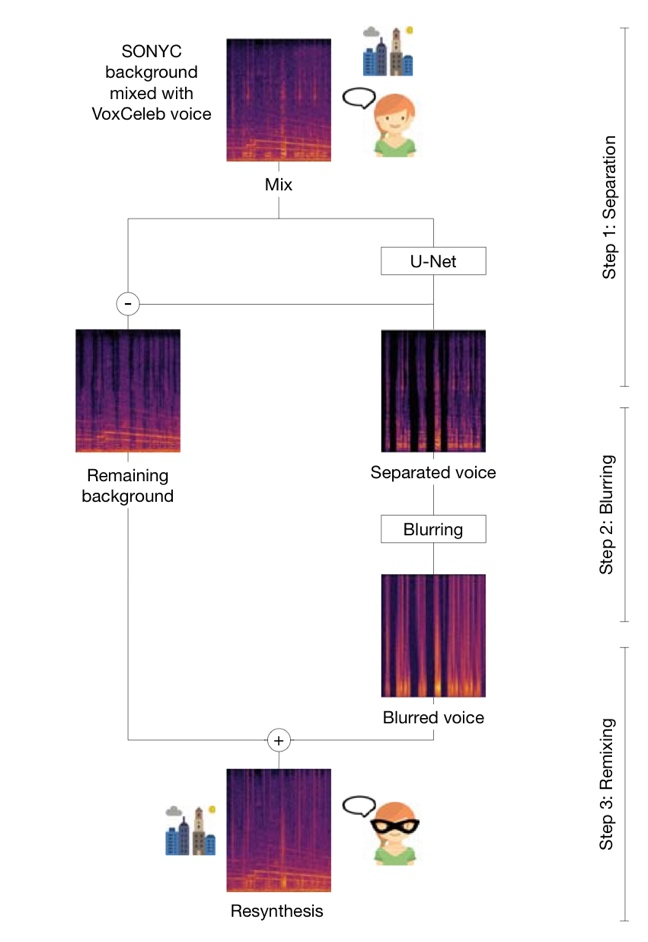 SONYC
background
mixed with
VoxCeleb voice
Mix
U-Net
-
Step 1: Separation
Remaining
background
Separated voice
Blurring
Step 2: Blurring
Blurred voice
+
Step 3: Remixing
Resynthesis